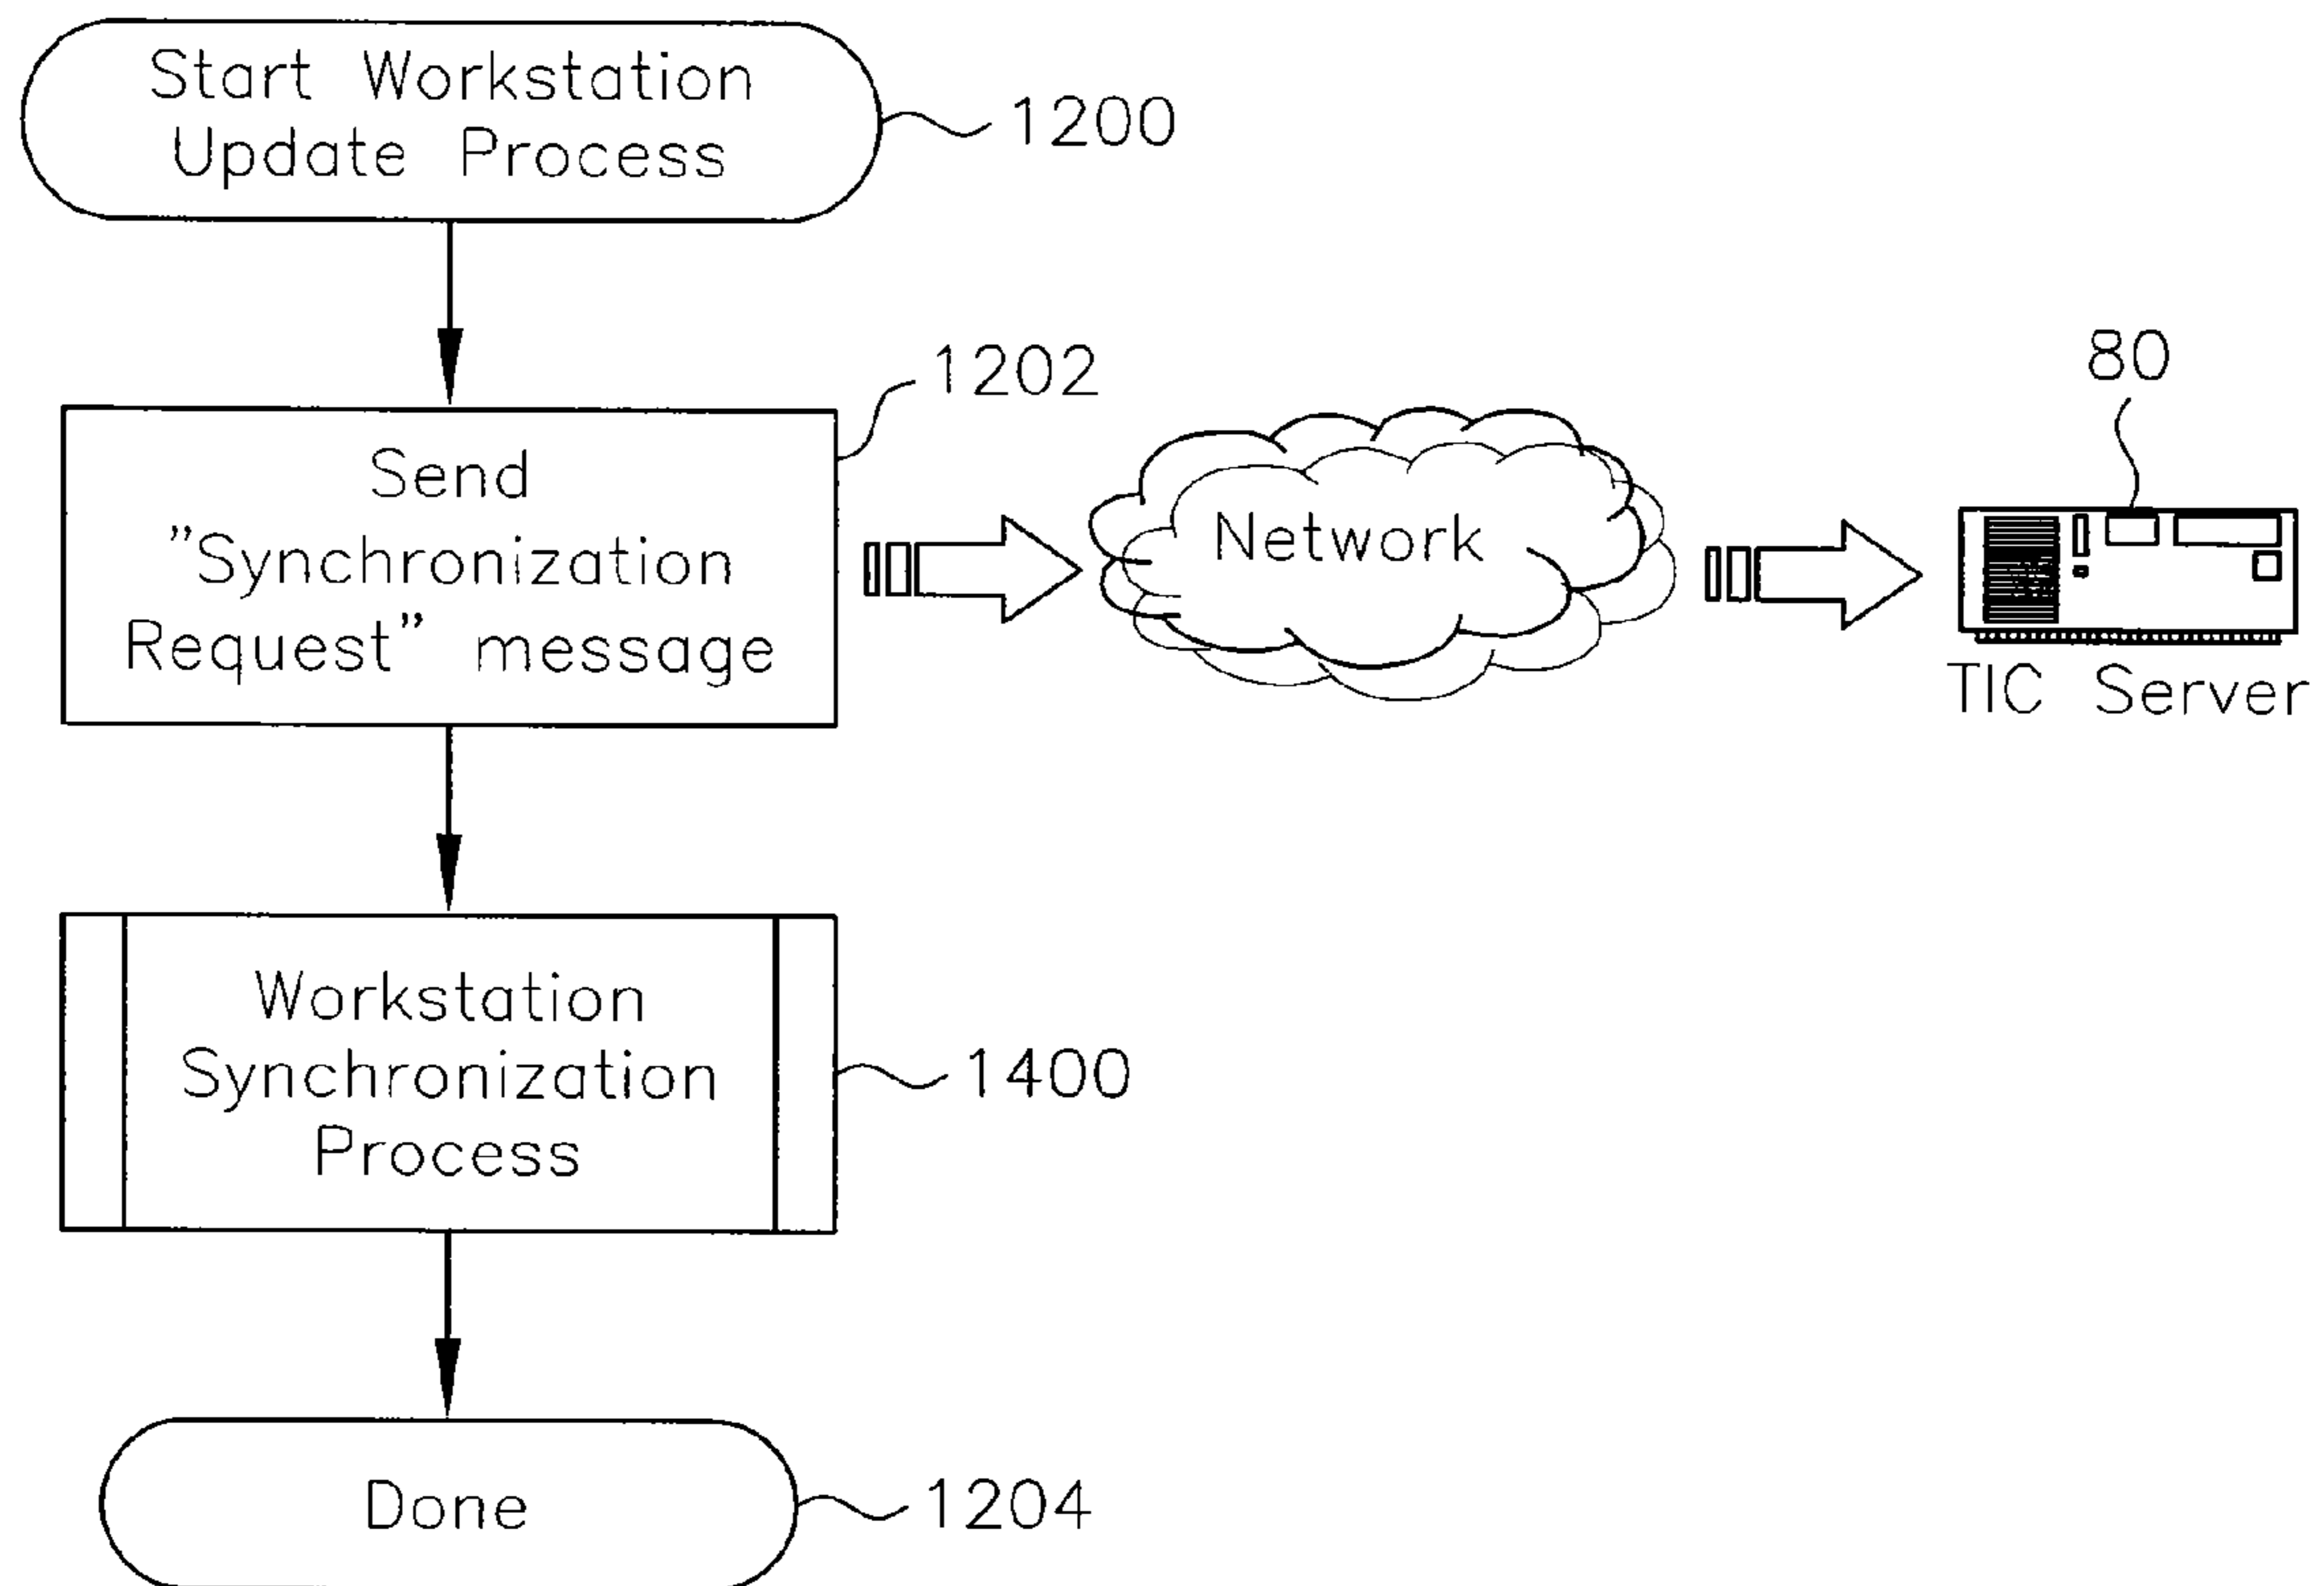 Start Workstation
Update Process
1200
1202
Send
”Synchronization
Request” message
Network
80
TIC Server
Workstation
Synchronization
Process
1400
Done
1204